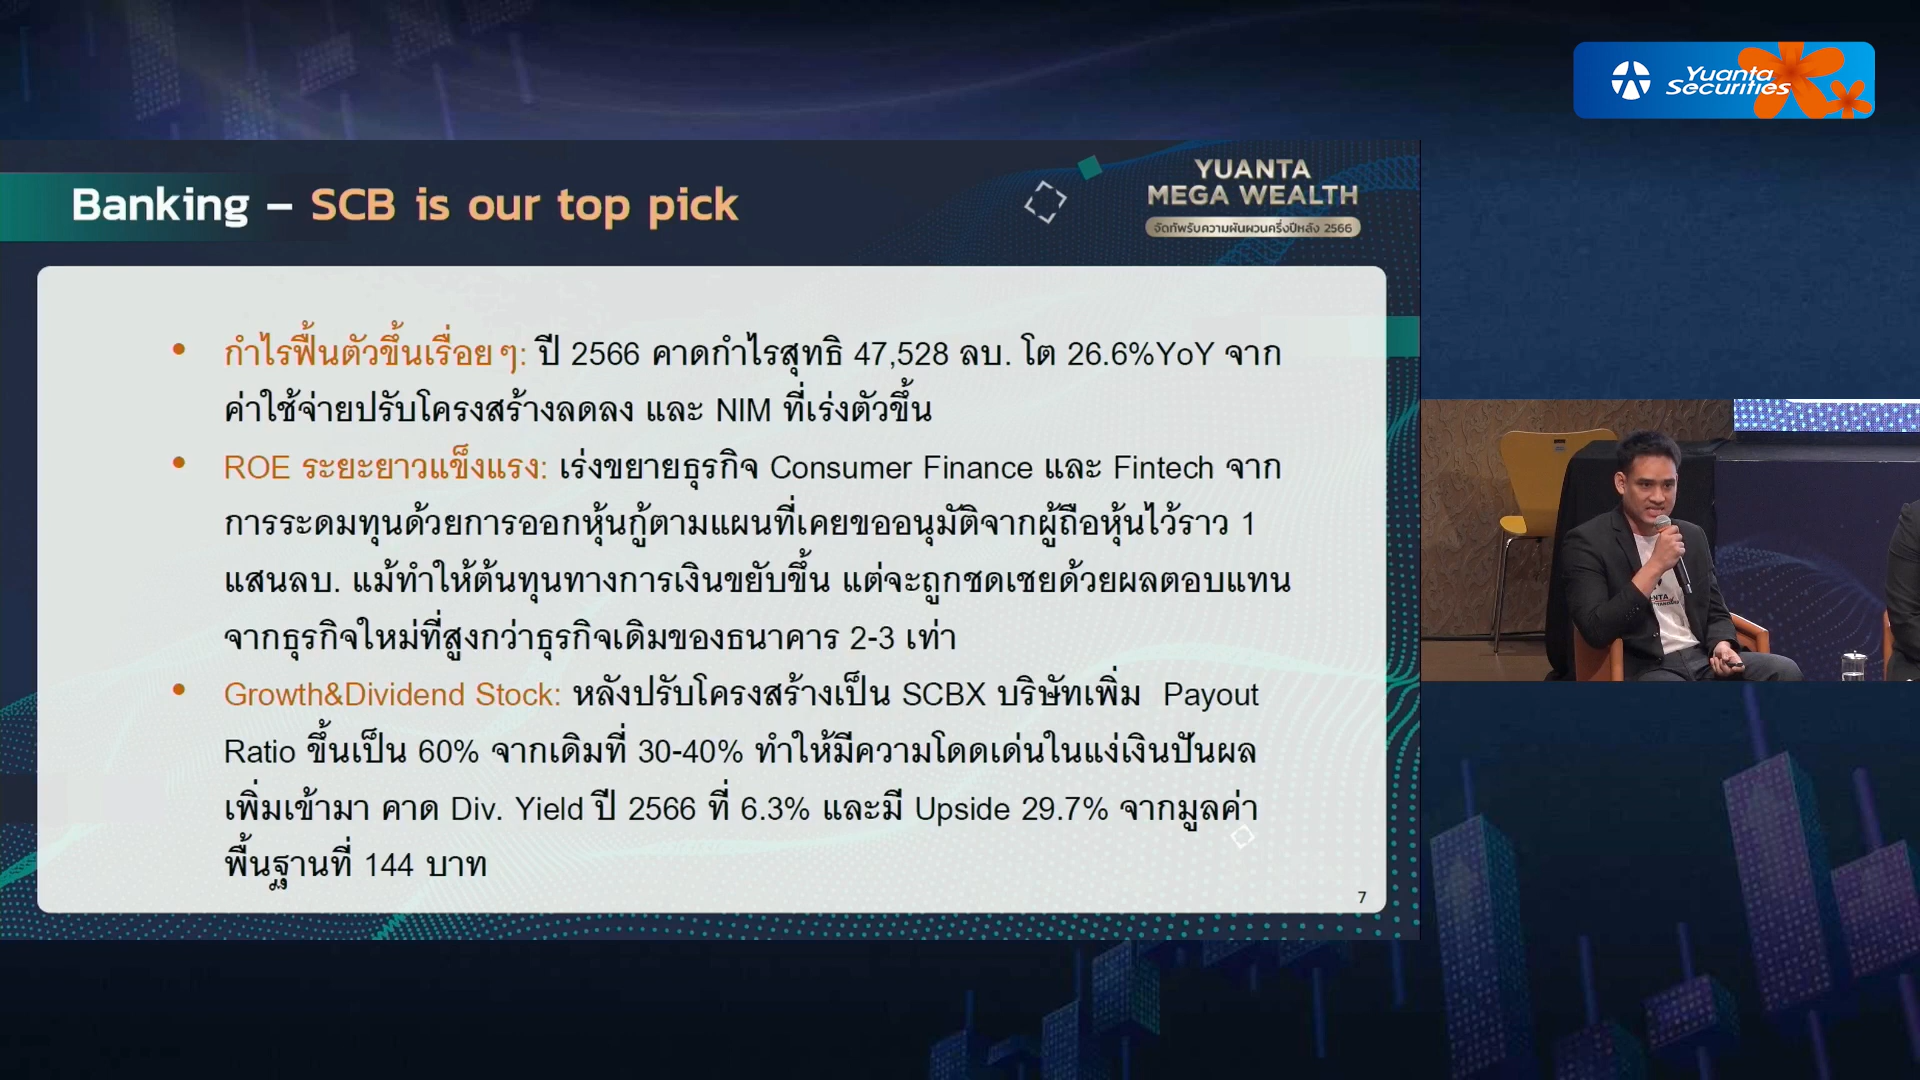 Yuanta
Securities
Banking – SCB is our top pick
YUANTA
MEGA WEALTH
จัดทัพรับความผันผวนครึ่งปีหลัง 2566
• กำไรฟื้นตัวขึ้นเรื่อย ๆ: ปี 2566 คาดกำไรสุทธิ 47,528 ลบ. โต 26.6%YoY จาก
ค่าใช้จ่ายปรับโครงสร้างลดลง และ NIM ที่เร่งตัวขึ้น
• ROE ระยะยาวแข็งแรง: เร่งขยายธุรกิจ Consumer Finance และ Fintech จาก
การระดมทุนด้วยการออกหุ้นกู้ตามแผนที่เคยขออนุมัติจากผู้ถือหุ้นไว้ราว 1
แสนลบ. แม้ทำให้ต้นทุนทางการเงินขยับขึ้น แต่จะถูกชดเชยด้วยผลตอบแทน
จากธุรกิจใหม่ที่สูงกว่าธุรกิจเดิมของธนาคาร 2-3 เท่า
• Growth&Dividend Stock: หลังปรับโครงสร้างเป็น SCBX บริษัทเพิ่ม Payout
Ratio ขึ้นเป็น 60% จากเดิมที่ 30-40% ทำให้มีความโดดเด่นในแง่เงินปันผล
เพิ่มเข้ามา คาด Div. Yield ปี 2566 ที่ 6.3% และมี Upside 29.7% จากมูลค่า
พื้นฐานที่ 144 บาท
7